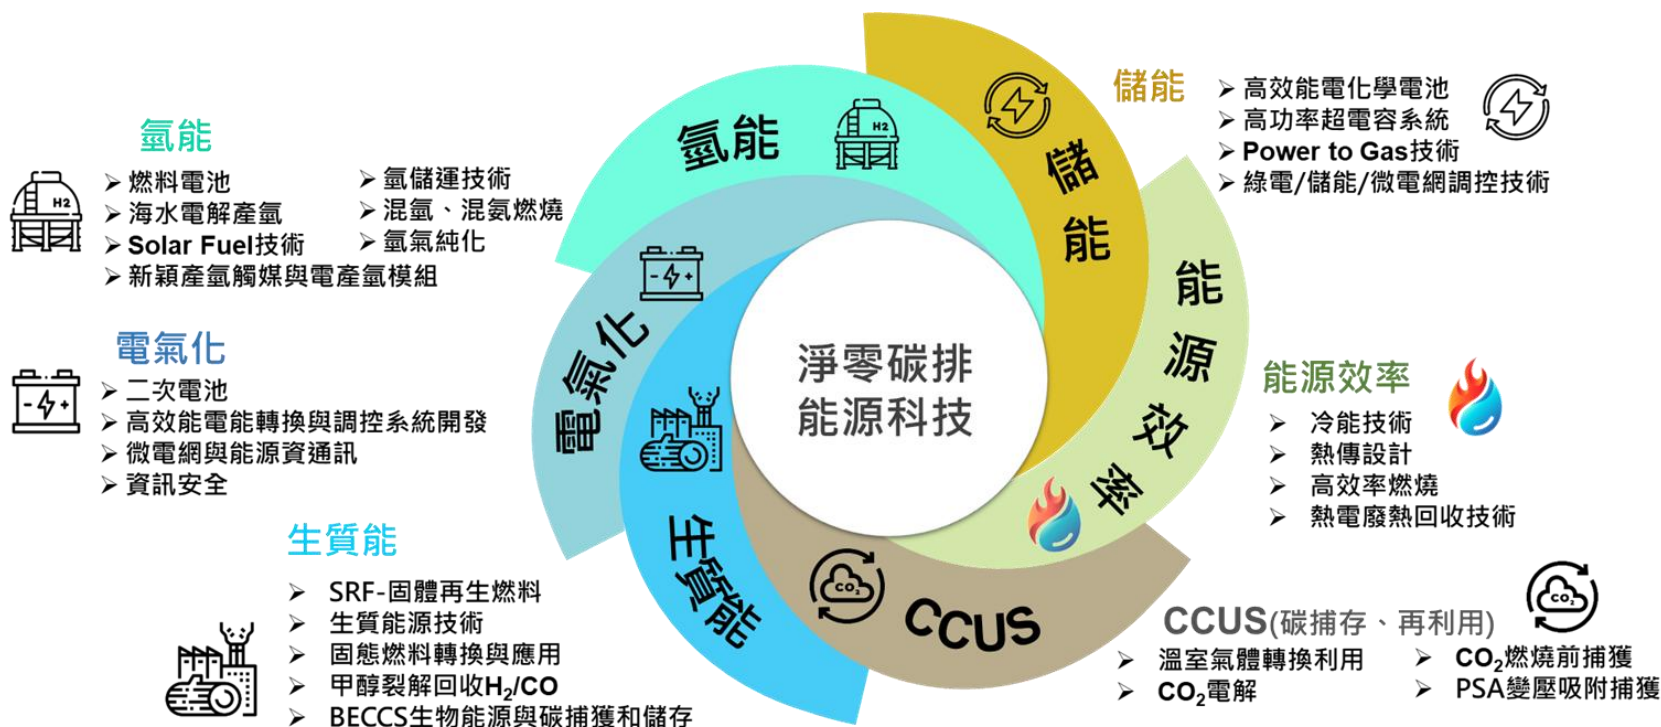 氫能
燃料電池
海水電解產氫
Solar Fuel技術
新穎產氫觸媒與電產氫模組
氫儲運技術
混氫、混氨燃燒
氫氣純化
H2
電氣化
二次電池
高效能電能轉換與調控系統開發
微電網與能源資通訊
資訊安全
生質能
SRF-固體再生燃料
生質能源技術
固態燃料轉換與應用
甲醇裂解回收H₂/CO
BECCS生物能源與碳捕獲和儲存
氫能
H2
儲能
能源效率
CCUS
CO₂
生質能
電氣化
淨零碳排
能源科技
儲能
高效能電化學電池
高功率超電容系統
Power to Gas技術
綠電/儲能/微電網調控技術
能源效率
冷能技術
熱傳設計
高效率燃燒
熱電廢熱回收技術
CCUS(碳捕存、再利用)
CO₂
溫室氣體轉換利用
CO₂電解
CO₂燃燒前捕獲
PSA變壓吸附捕獲